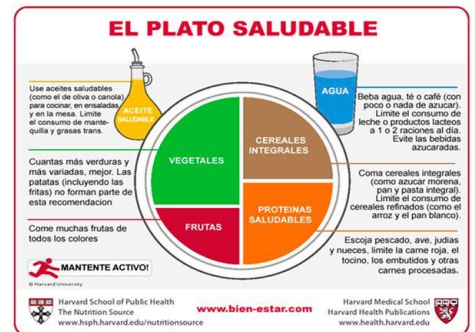 EL PLATO SALUDABLE
Use aceites saludables
(como el de oliva o canola)
para cocinar, en ensaladas
y en la mesa. Limite
el consumo de mante-
quilla y grasas trans.
ACEITE
SALUDABLE
AGUA
Beba agua, té o café (con
poco o nada de azucar).
Limite el consumo de
leche o productos lacteos
a 1 o 2 raciones al día.
Evite las bebidas
azucaradas.
VEGETALES
CEREALES
INTEGRALES
Cuantas más verduras y
más variadas, mejor. Las
patatas (incluyendo las
fritas) no forman parte de
esta recomendacion
Coma cereales integrales
(como azucar morena,
pan y pasta integral).
Limite el consumo de
cereales refinados (como el
arroz y el pan blanco).
FRUTAS
PROTEINAS
SALUDABLES
Come muchas frutas de
todos los colores
Escoja pescado, ave, judias
y nueces, limite la carne roja, el
tocino, los embutidos y otras
carnes procesadas.
MANTENTE ACTIVO!
© Harvard University
Harvard School of Public Health
The Nutrition Source
www.hsph.harvard.edu/nutritionsource
www.bien-estar.com
Harvard Medical School
Harvard Health Publications
www.health.harvard.edu